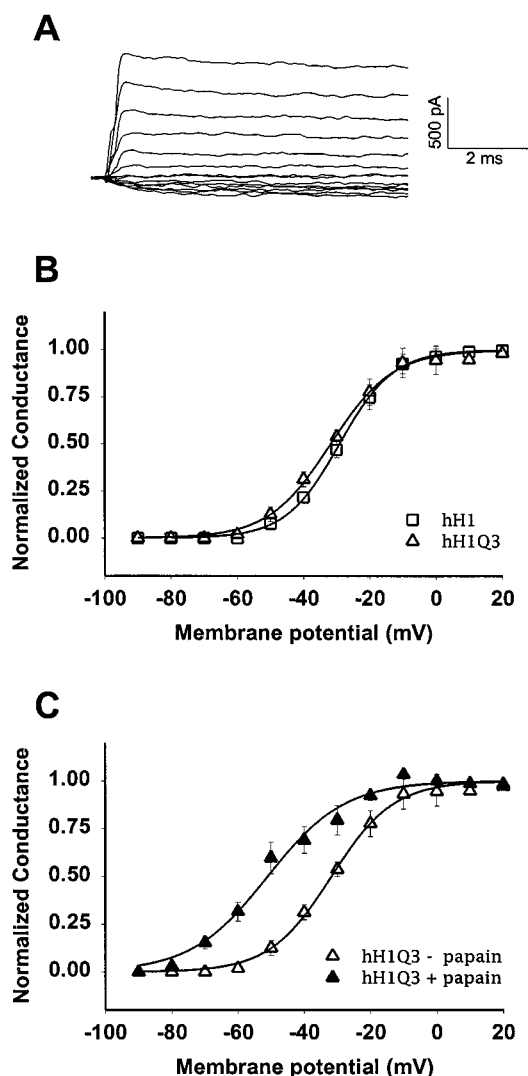 A
500 pA
2 ms
B
Normalized Conductance
1.00
0.75
0.50
0.25
0.00
hH1
hH1Q3
-100 -80 -60 -40 -20 0 20
Membrane potential (mV)
C
Normalized Conductance
1.00
0.75
0.50
0.25
0.00
hH1Q3 - papain
hH1Q3 + papain
-100 -80 -60 -40 -20 0 20
Membrane potential (mV)